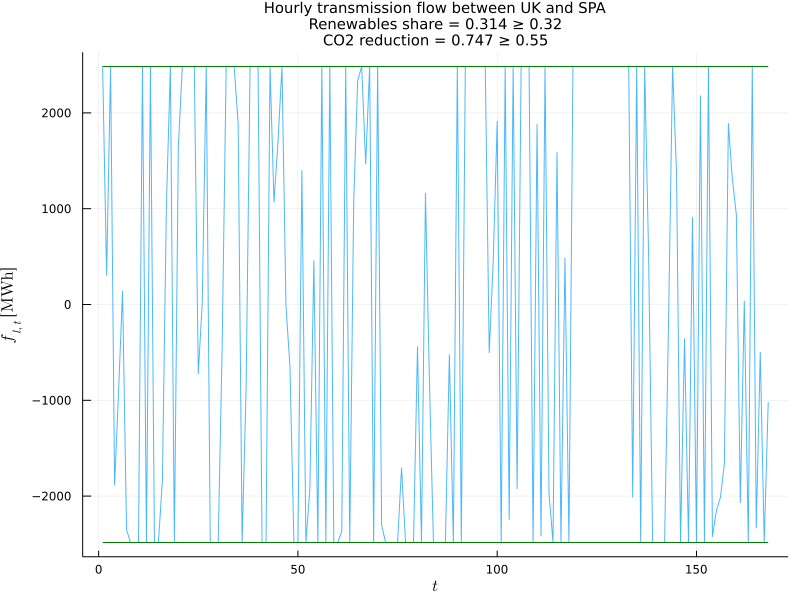 Hourly transmission flow between UK and SPA
Renewables share = 0.314 ≥ 0.32
CO2 reduction = 0.747 ≥ 0.55
2000
1000
0
−1000
−2000
f_{l,t} [MWh]
0
50
100
150
t